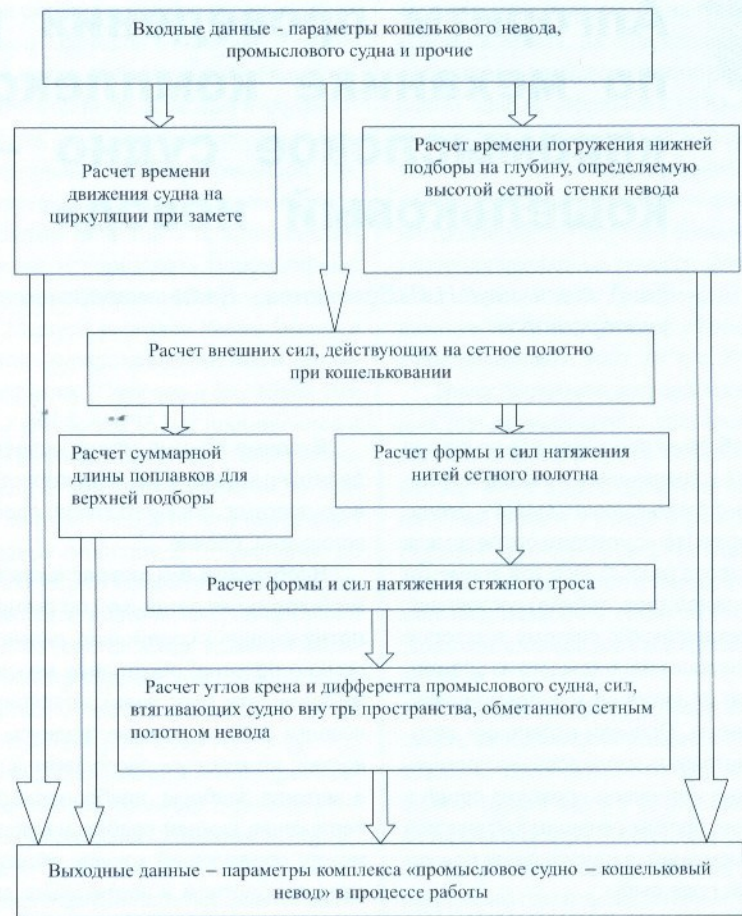 Входные данные - параметры кошелькового невода,
промыслового судна и прочие
Расчет времени
движения судна на
циркуляции при замете
Расчет времени погружения нижней
подборы на глубину, определяемую
высотой сетной стенки невода
Расчет внешних сил, действующих на сетное полотно
при кошельковании
Расчет суммарной
длины поплавков для
верхней подборы
Расчет формы и сил натяжения
нитей сетного полотна
Расчет формы и сил натяжения стяжного троса
Расчет углов крена и дифферента промыслового судна, сил,
втягивающих судно внутрь пространства, обметанного сетным
полотном невода
Выходные данные – параметры комплекса «промысловое судно – кошельковый
невод» в процессе работы